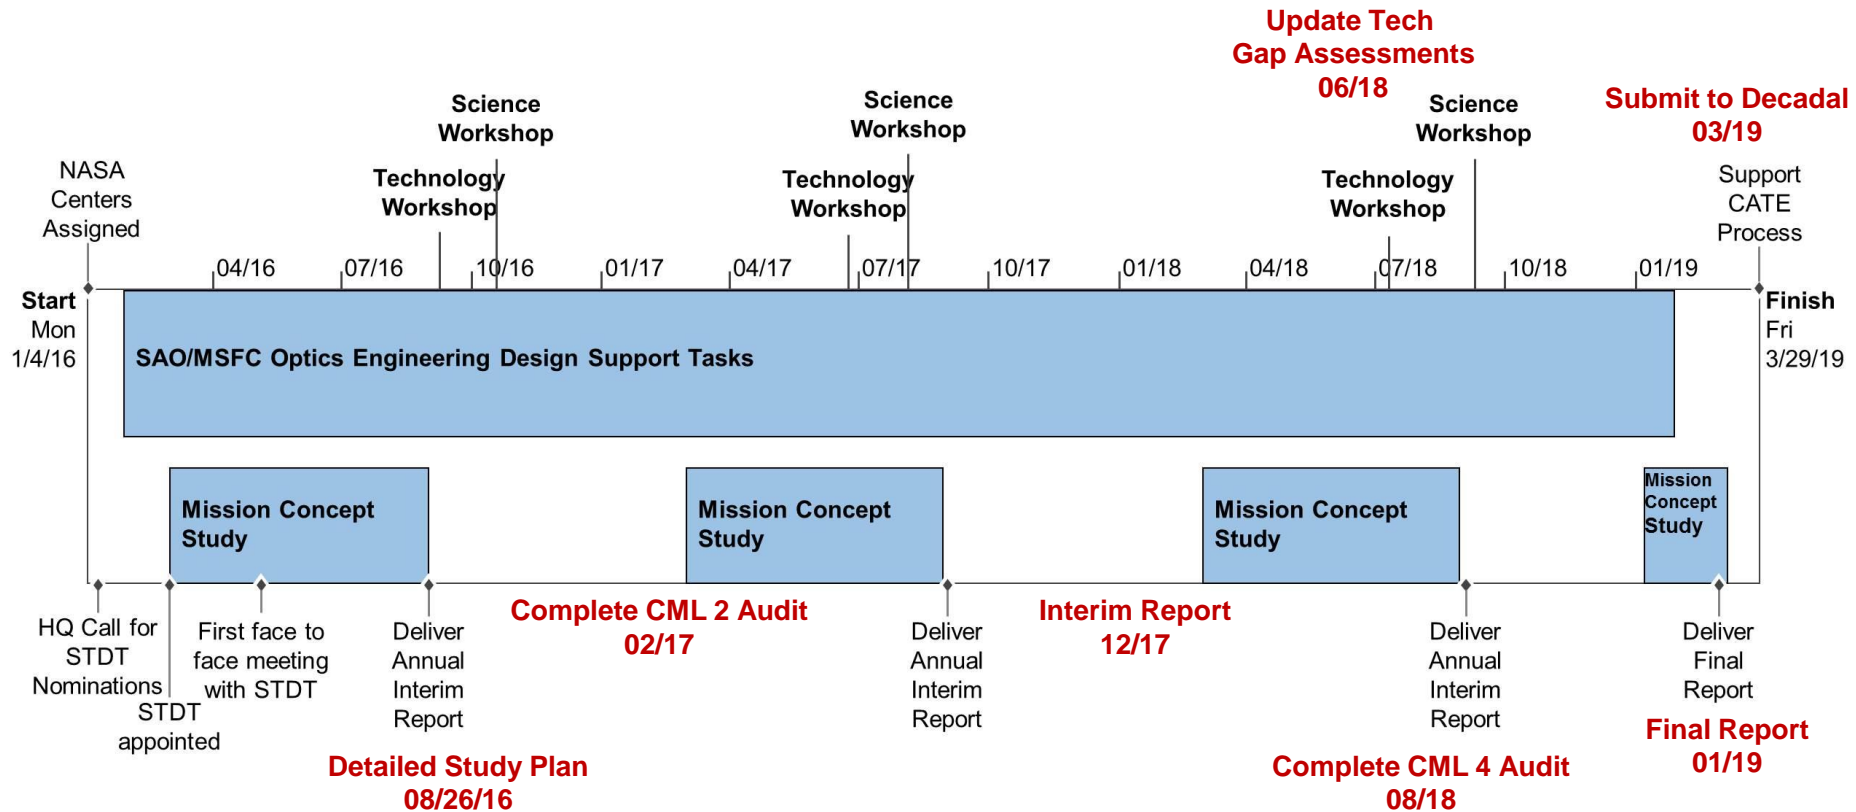 Update Tech
Gap Assessments
06/18
Science
Workshop
Science
Workshop
Science
Workshop
Submit to Decadal
03/19
NASA
Centers
Assigned
Technology
Workshop
Technology
Workshop
Technology
Workshop
Support
CATE
Process
04/16
07/16
10/16
01/17
04/17
07/17
10/17
01/18
04/18
07/18
10/18
01/19
Start
Mon
1/4/16
Finish
Fri
3/29/19
SAO/MSFC Optics Engineering Design Support Tasks
Mission Concept
Study
Mission Concept
Study
Mission Concept
Study
Mission
Concept
Study
HQ Call for
STDT
Nominations
STDT
appointed
First face to
face meeting
with STDT
Deliver
Annual
Interim
Report
Complete CML 2 Audit
02/17
Deliver
Annual
Interim
Report
Interim Report
12/17
Deliver
Annual
Interim
Report
Deliver
Final
Report
Detailed Study Plan
08/26/16
Complete CML 4 Audit
08/18
Final Report
01/19